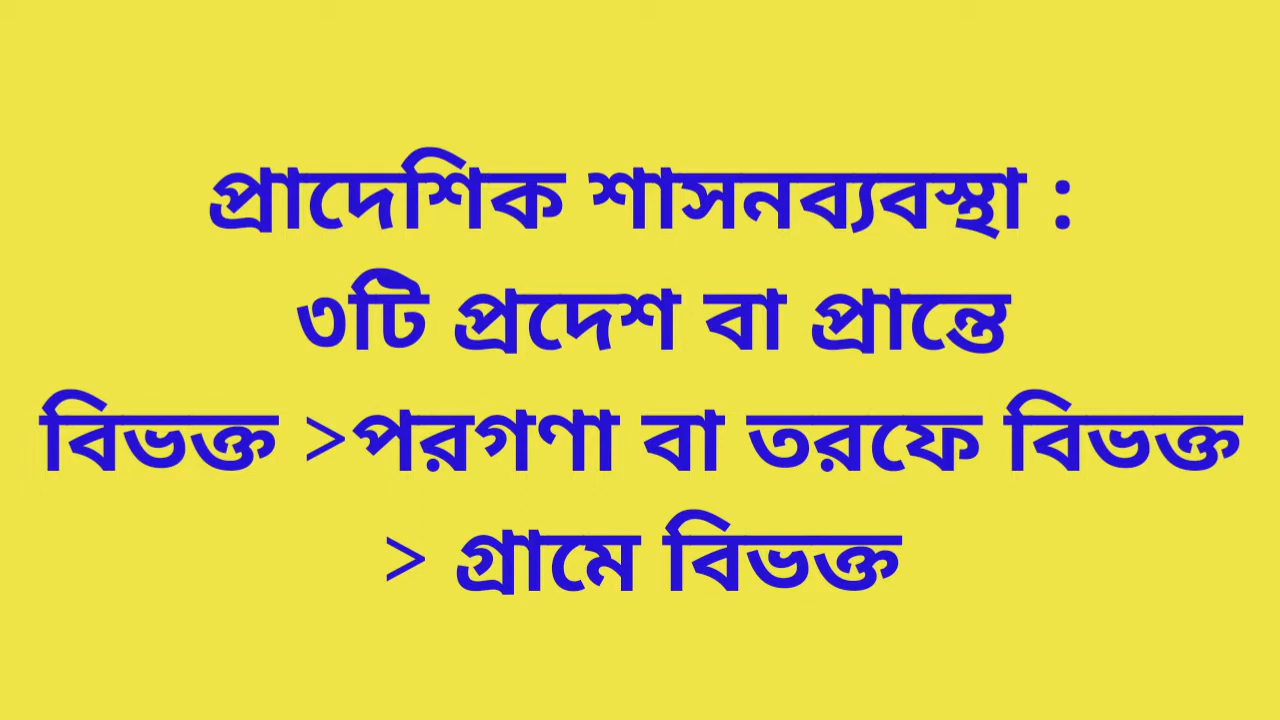 প্রাদেশিক শাসনব্যবস্থা :
৩টি প্রদেশ বা প্রান্তে
বিভক্ত >পরগণা বা তরফে বিভক্ত
> গ্রামে বিভক্ত